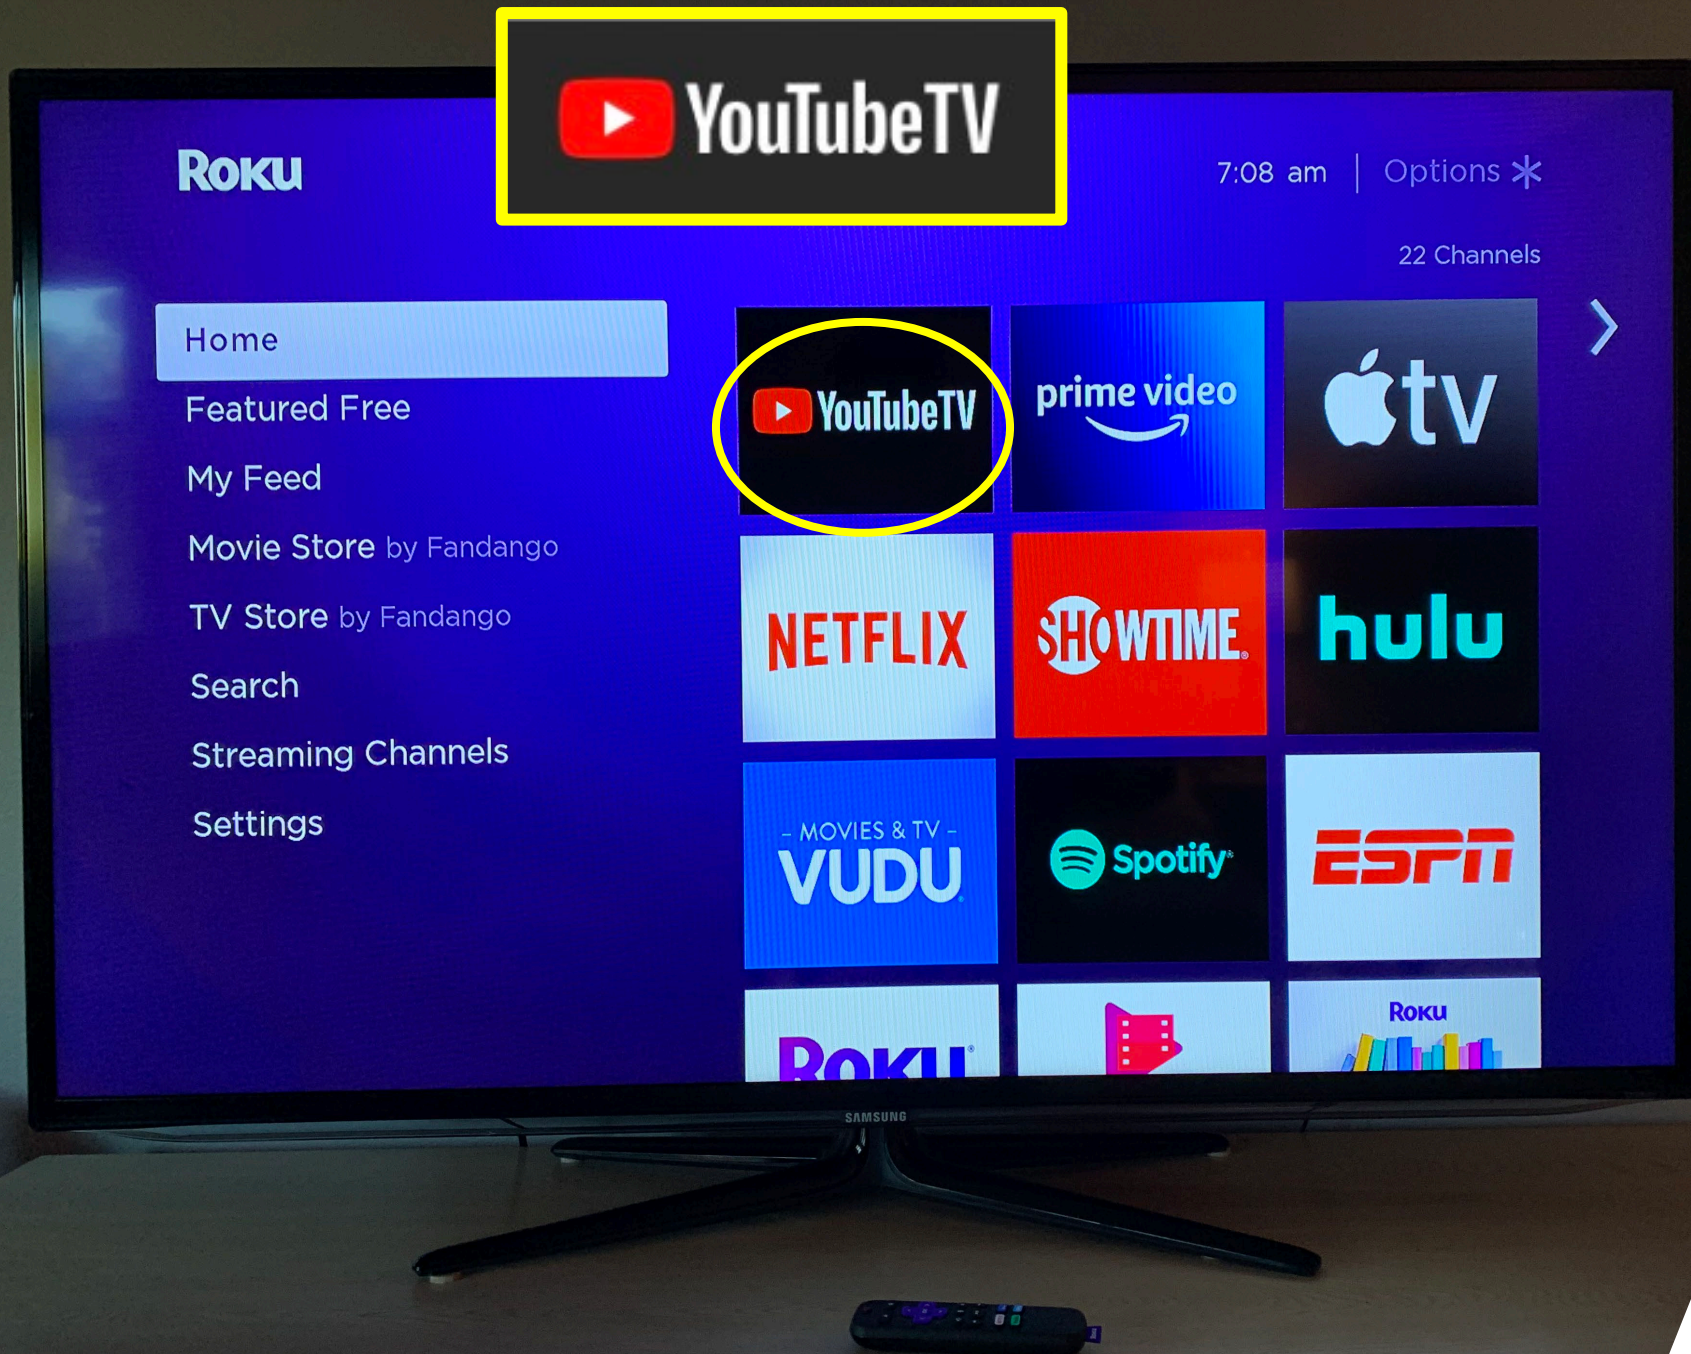 YouTubeTV
Roku
7:08 am | Options *
22 Channels
Home
Featured Free
My Feed
Movie Store by Fandango
TV Store by Fandango
Search
Streaming Channels
Settings
YouTubeTV
prime video
tv
NETFLIX
SHOWTIME®
hulu
- MOVIES & TV -
VUDU
Spotify®
ESPN
Roku®
Roku
SAMSUNG